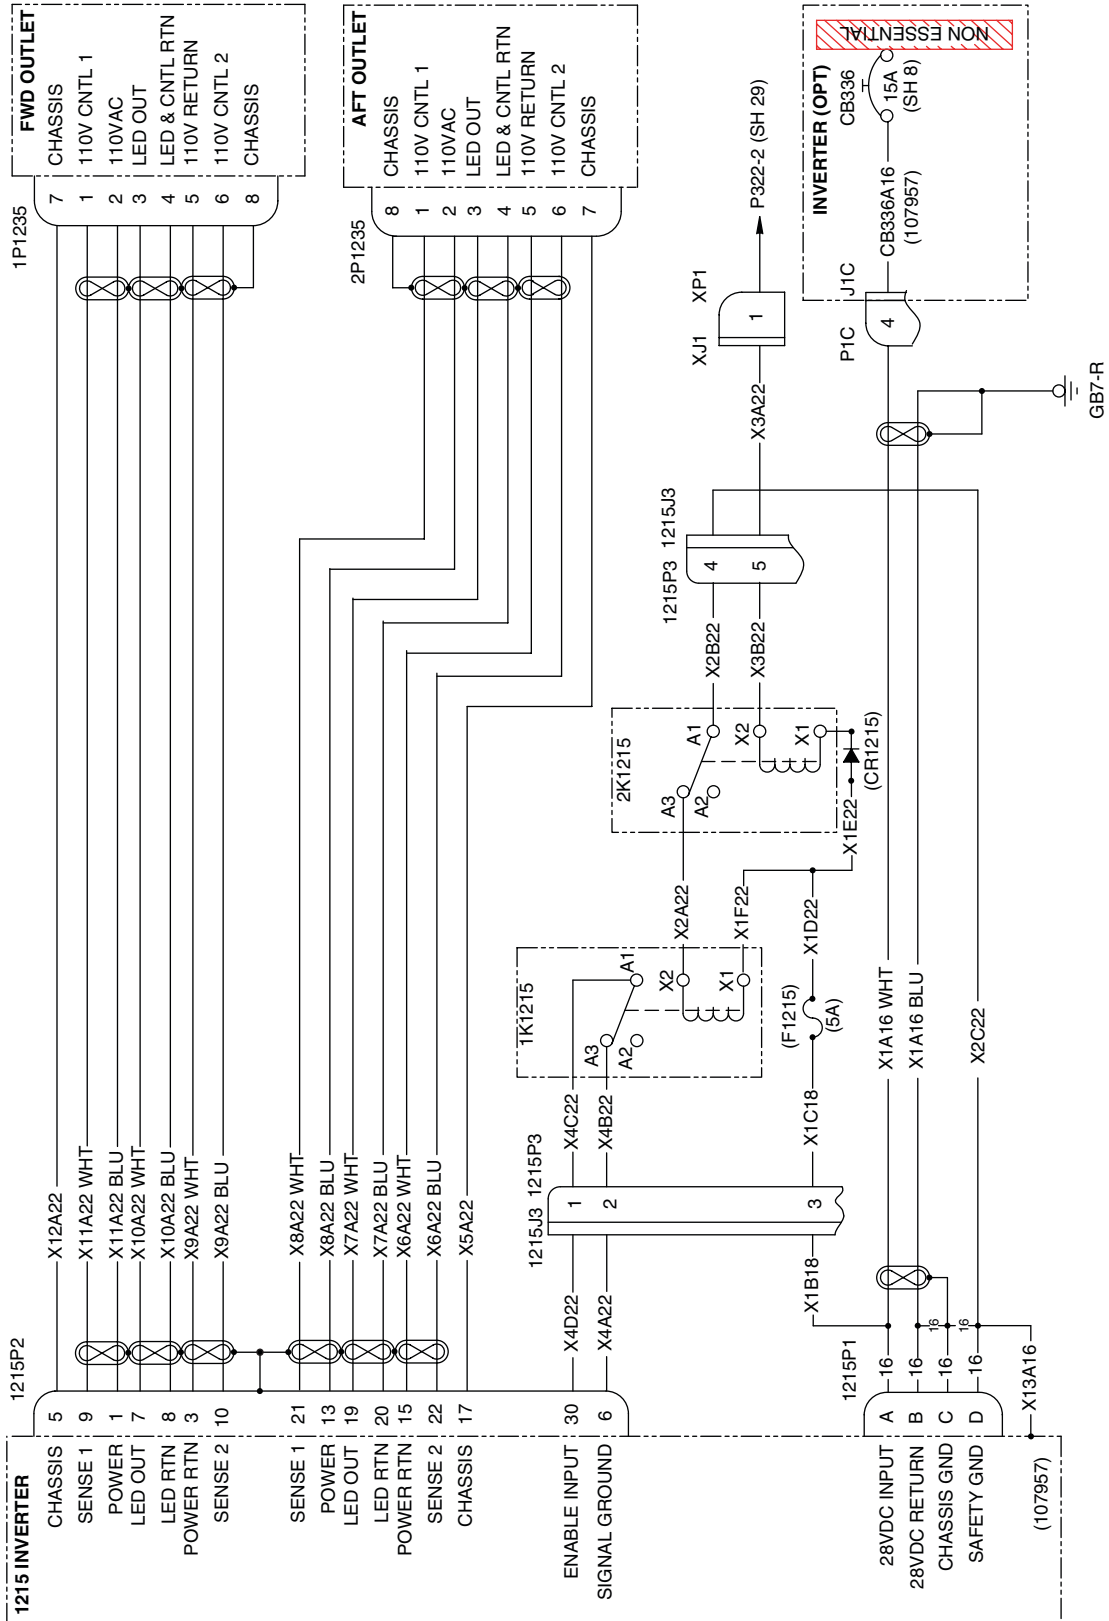 1215 INVERTER
1215P2
CHASSIS 5 X12A22 7 CHASSIS
SENSE 1 9 X11A22 WHT 1 110V CNTL 1
POWER 1 X11A22 BLU 2 110VAC
LED OUT 7 X10A22 WHT 3 LED OUT
LED RTN 8 X10A22 BLU 4 LED & CNTL RTN
POWER RTN 3 X9A22 WHT 5 110V RETURN
SENSE 2 10 X9A22 BLU 6 110V CNTL 2
8 CHASSIS
1P1235
FWD OUTLET
SENSE 1 21 X8A22 WHT
POWER 13 X8A22 BLU
LED OUT 19 X7A22 WHT
LED RTN 20 X7A22 BLU
POWER RTN 15 X6A22 WHT
SENSE 2 22 X6A22 BLU
CHASSIS 17 X5A22
2P1235
AFT OUTLET
8 CHASSIS
1 110V CNTL 1
2 110VAC
3 LED OUT
4 LED & CNTL RTN
5 110V RETURN
6 110V CNTL 2
7 CHASSIS
1215J3 1215P3
ENABLE INPUT 30 X4D22 1 X4C22
SIGNAL GROUND 6 X4A22 2 X4B22
X1B18 3 X1C18
(F1215)
(5A)
X1D22
1K1215
A1
A3
A2
X2 X2A22
X1 X1F22
2K1215
A1 X2B22
A3
A2
X2 X3B22
X1
X1E22
(CR1215)
1215P3 1215J3
4
5 X3A22
XJ1 XP1
1
P322-2 (SH 29)
1215P1
28VDC INPUT A 16 X1A16 WHT
28VDC RETURN B 16 X1A16 BLU
CHASSIS GND C 16
SAFETY GND D 16 X2C22
16
16
X13A16
(107957)
P1C J1C
4
CB336A16
(107957)
INVERTER (OPT)
CB336
15A
(SH 8)
NON ESSENTIAL
GB7-R